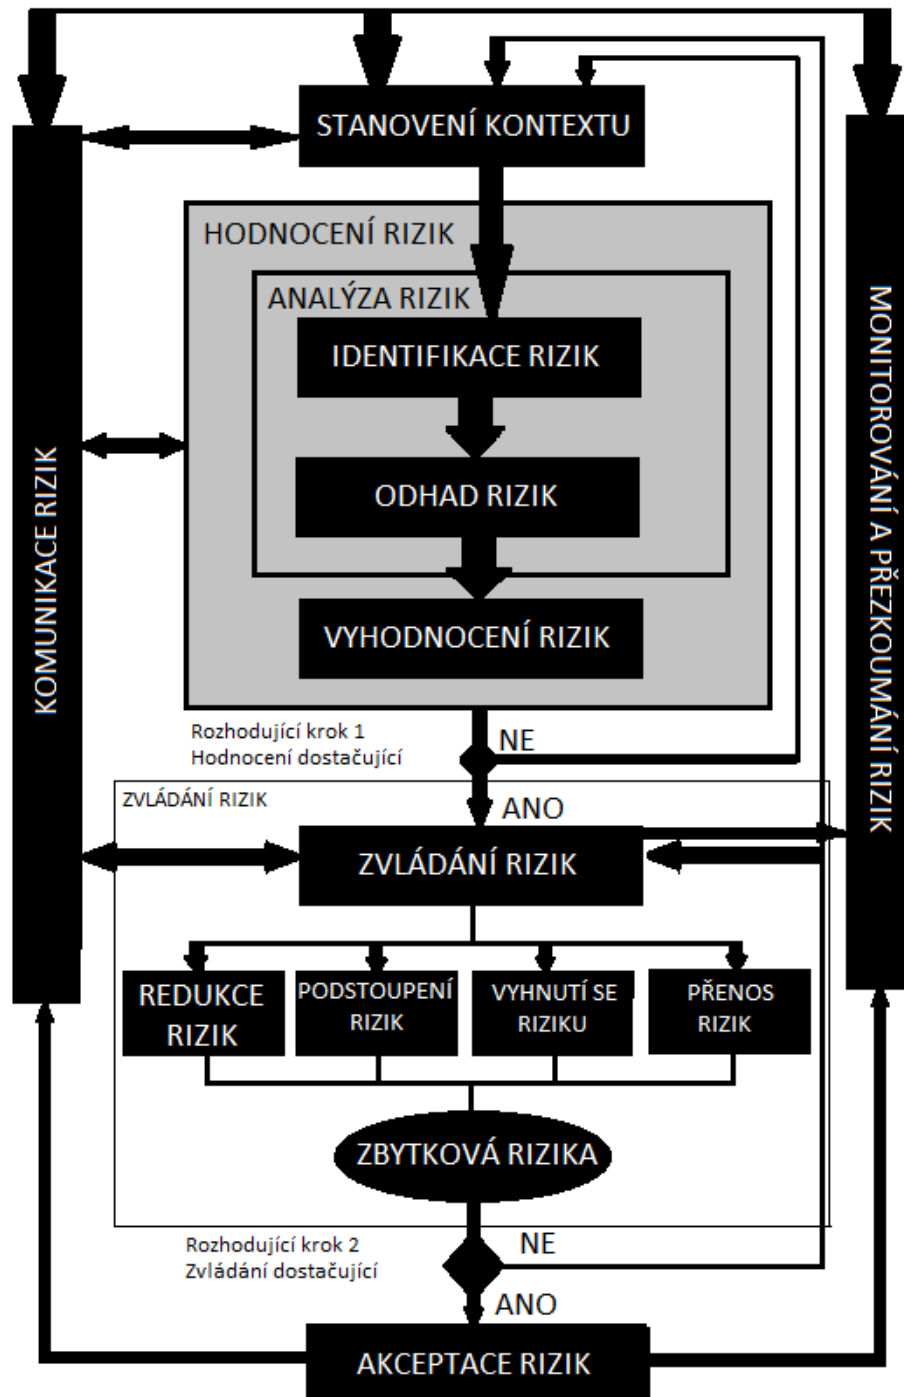 STANOVENÍ KONTEXTU
HODNOCENÍ RIZIK
ANALÝZA RIZIK
IDENTIFIKACE RIZIK
ODHAD RIZIK
VYHODNOCENÍ RIZIK
KOMUNIKACE RIZIK
MONITOROVÁNÍ A PŘEZKOUMÁNÍ RIZIK
Rozhodující krok 1
Hodnocení dostačující
NE
ANO
ZVLÁDÁNÍ RIZIK
ZVLÁDÁNÍ RIZIK
REDUKCE
RIZIK
PODSTOUPENÍ
RIZIK
VYHNUTÍ SE
RIZIKU
PŘENOS
RIZIK
ZBYTKOVÁ RIZIKA
Rozhodující krok 2
Zvládání dostačující
NE
ANO
AKCEPTACE RIZIK